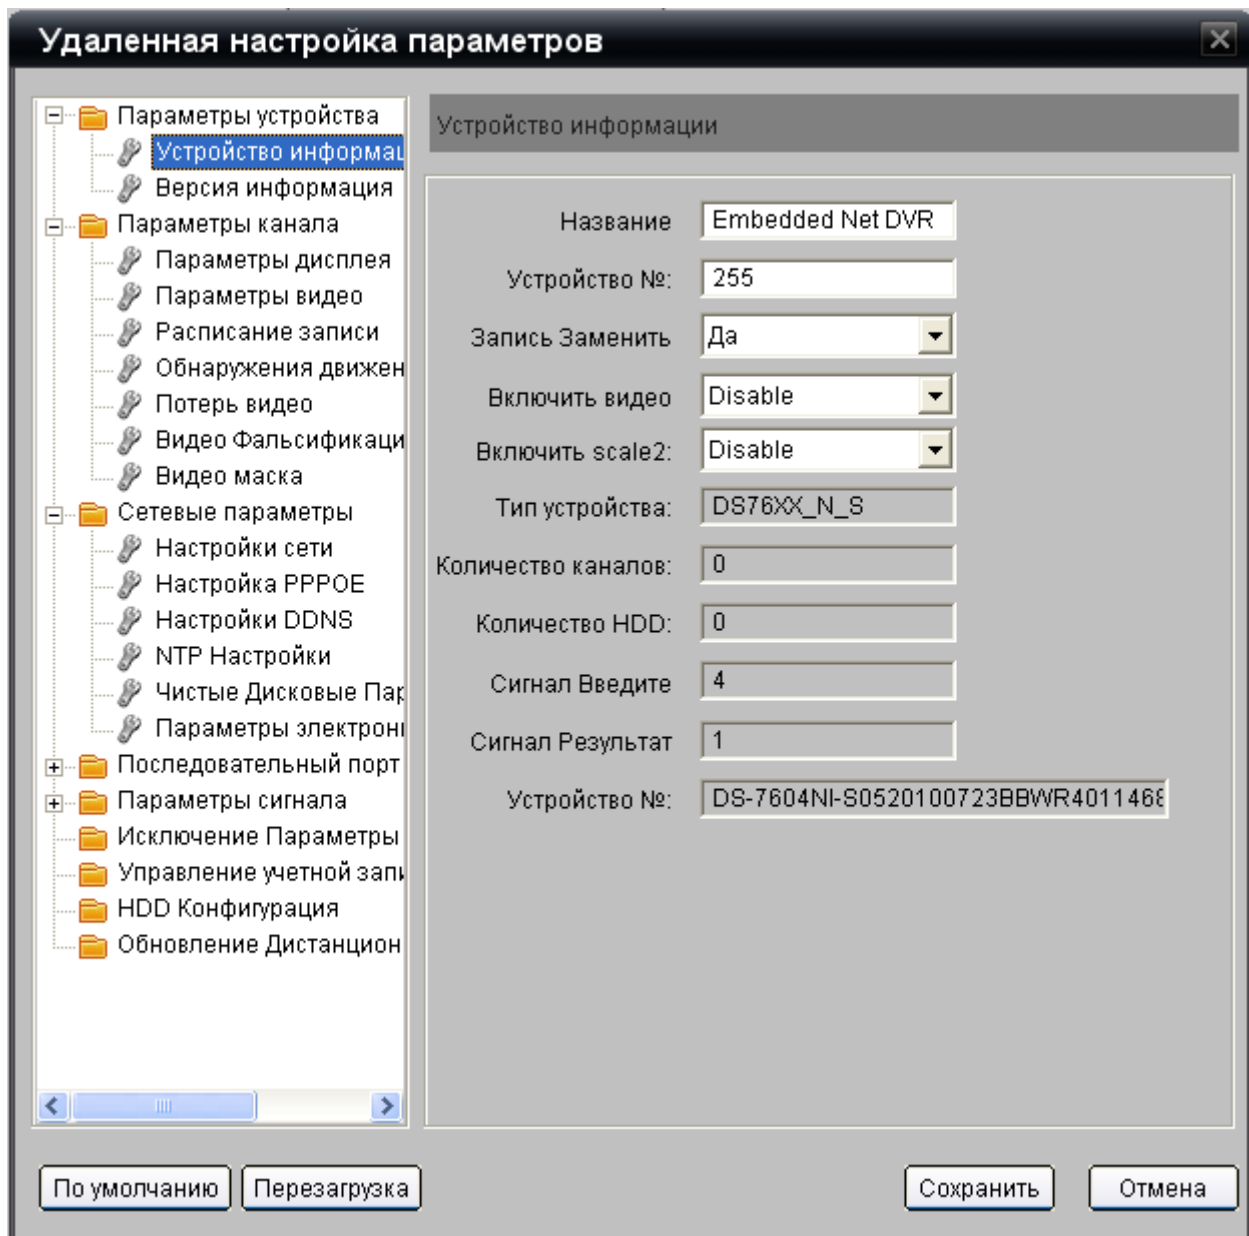 Удаленная настройка параметров
Параметры устройства
Устройство информац
Версия информация
Параметры канала
Параметры дисплея
Параметры видео
Расписание записи
Обнаружения движен
Потерь видео
Видео Фальсификаци
Видео маска
Сетевые параметры
Настройки сети
Настройка PPPOE
Настройки DDNS
NTP Настройки
Чистые Дисковые Пар
Параметры электрон
Последовательный порт
Параметры сигнала
Исключение Параметры
Управление учетной запи
HDD Конфигурация
Обновление Дистанцион
Устройство информации
Название Embedded Net DVR
Устройство №: 255
Запись Заменить Да
Включить видео Disable
Включить scale2: Disable
Тип устройства: DS76XX_N_S
Количество каналов: 0
Количество HDD: 0
Сигнал Введите 4
Сигнал Результат 1
Устройство №: DS-7604NI-S0520100723BBWR4011468
По умолчанию Перезагрузка Сохранить Отмена